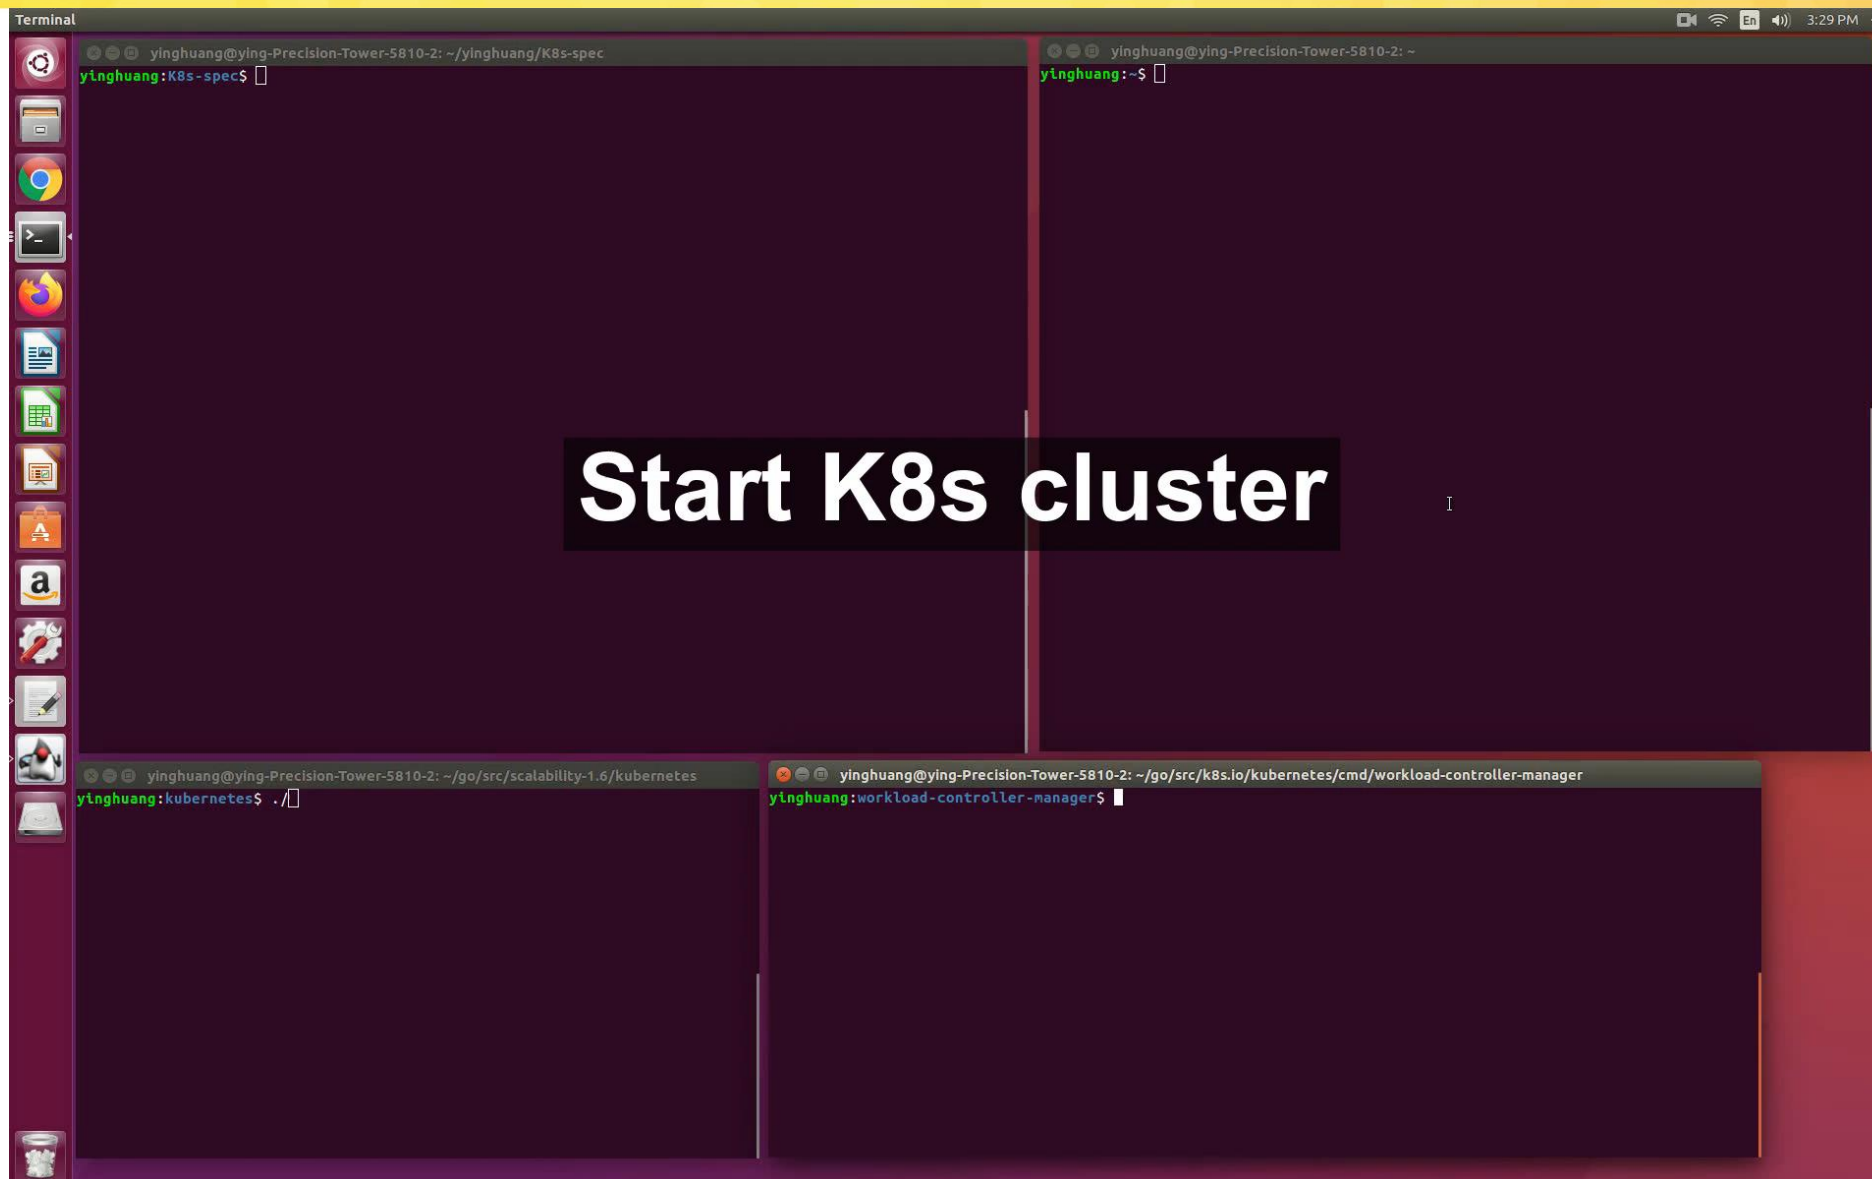 Terminal
En
3:29 PM
yinghuang@ying-Precision-Tower-5810-2: ~/yinghuang/K8s-spec
yinghuang:K8s-spec$
yinghuang@ying-Precision-Tower-5810-2: ~
yinghuang:~$
Start K8s cluster
yinghuang@ying-Precision-Tower-5810-2: ~/go/src/scalability-1.6/kubernetes
yinghuang:kubernetes$ ./
yinghuang@ying-Precision-Tower-5810-2: ~/go/src/k8s.io/kubernetes/cmd/workload-controller-manager
yinghuang:workload-controller-manager$